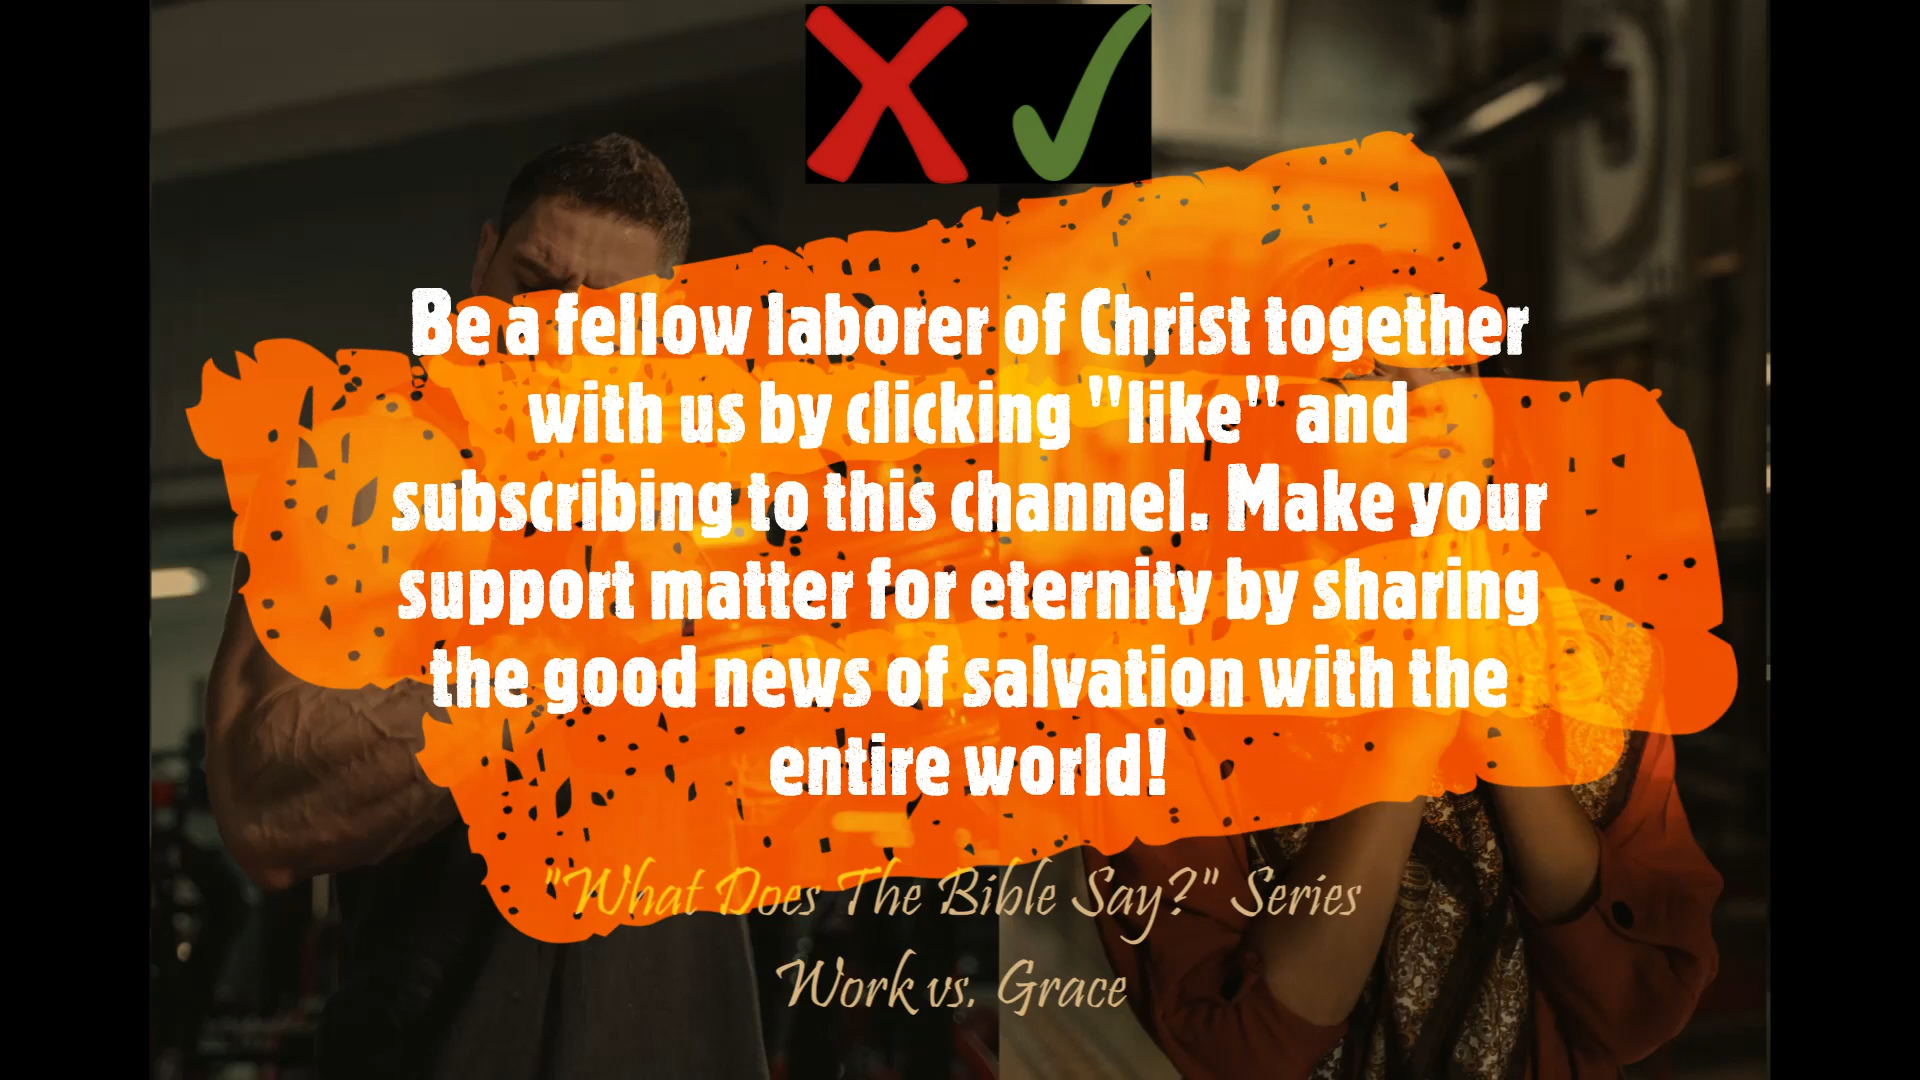 Be a fellow laborer of Christ together
with us by clicking "like" and
subscribing to this channel. Make your
support matter for eternity by sharing
the good news of salvation with the
entire world!
"What Does The Bible Say?" Series
Work vs. Grace